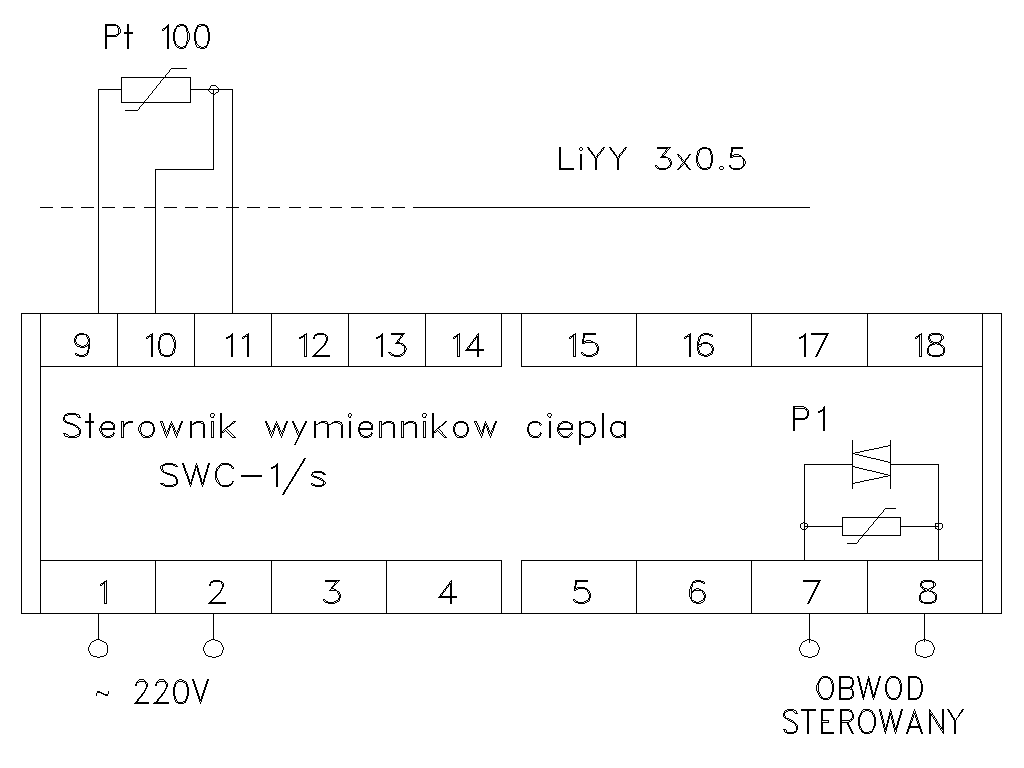 Pt 100
LiYY 3x0.5
9 10 11 12 13 14 15 16 17 18
Sterownik wymiennikow ciepla
SWC-1/s
P1
1 2 3 4 5 6 7 8
~ 220V
OBWOD
STEROWANY